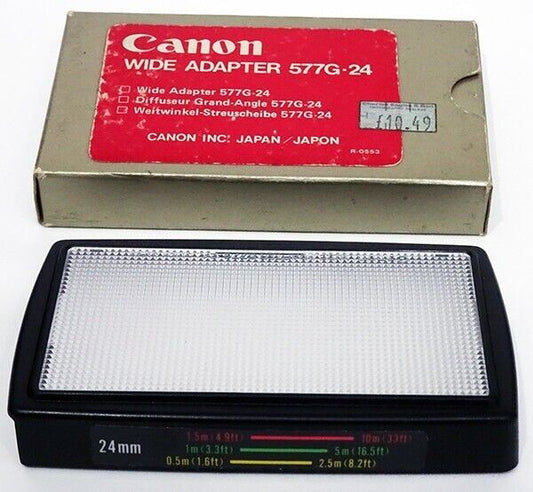 Canon
WIDE ADAPTER 577G-24
Wide Adapter 577G-24
Diffuseur Grand-Angle 577G-24
Weitwinkel-Streuscheibe 577G-24
£10.49
CANON INC. JAPAN/JAPON
R-0553
24mm
1.5m(4.9ft) 10m(33ft)
1m(3.3ft) 5m(16.5ft)
0.5m(1.6ft) 2.5m(8.2ft)